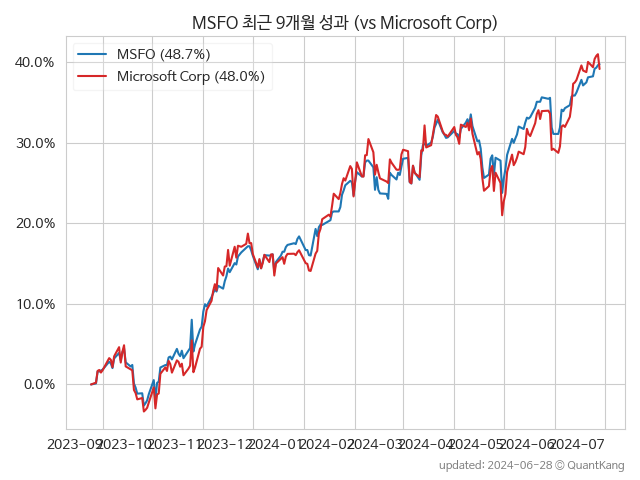 MSFO 최근 9개월 성과 (vs Microsoft Corp)
MSFO (48.7%)
Microsoft Corp (48.0%)
40.0%
30.0%
20.0%
10.0%
0.0%
2023-09 2023-10 2023-11 2023-12 2024-01 2024-02 2024-03 2024-04 2024-05 2024-06 2024-07
updated: 2024-06-28 © QuantKang